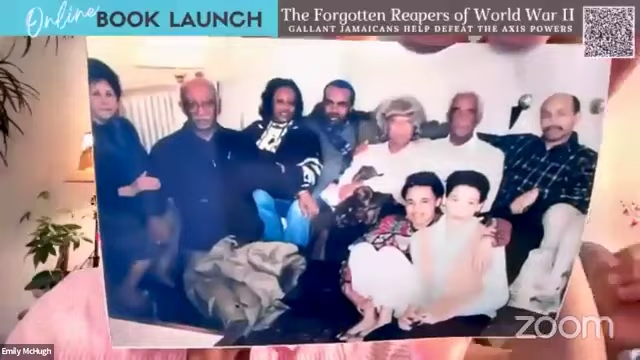 Online BOOK LAUNCH
The Forgotten Reapers of World War II
GALLANT JAMAICANS HELP DEFEAT THE AXIS POWERS
Emily McHugh
zoom